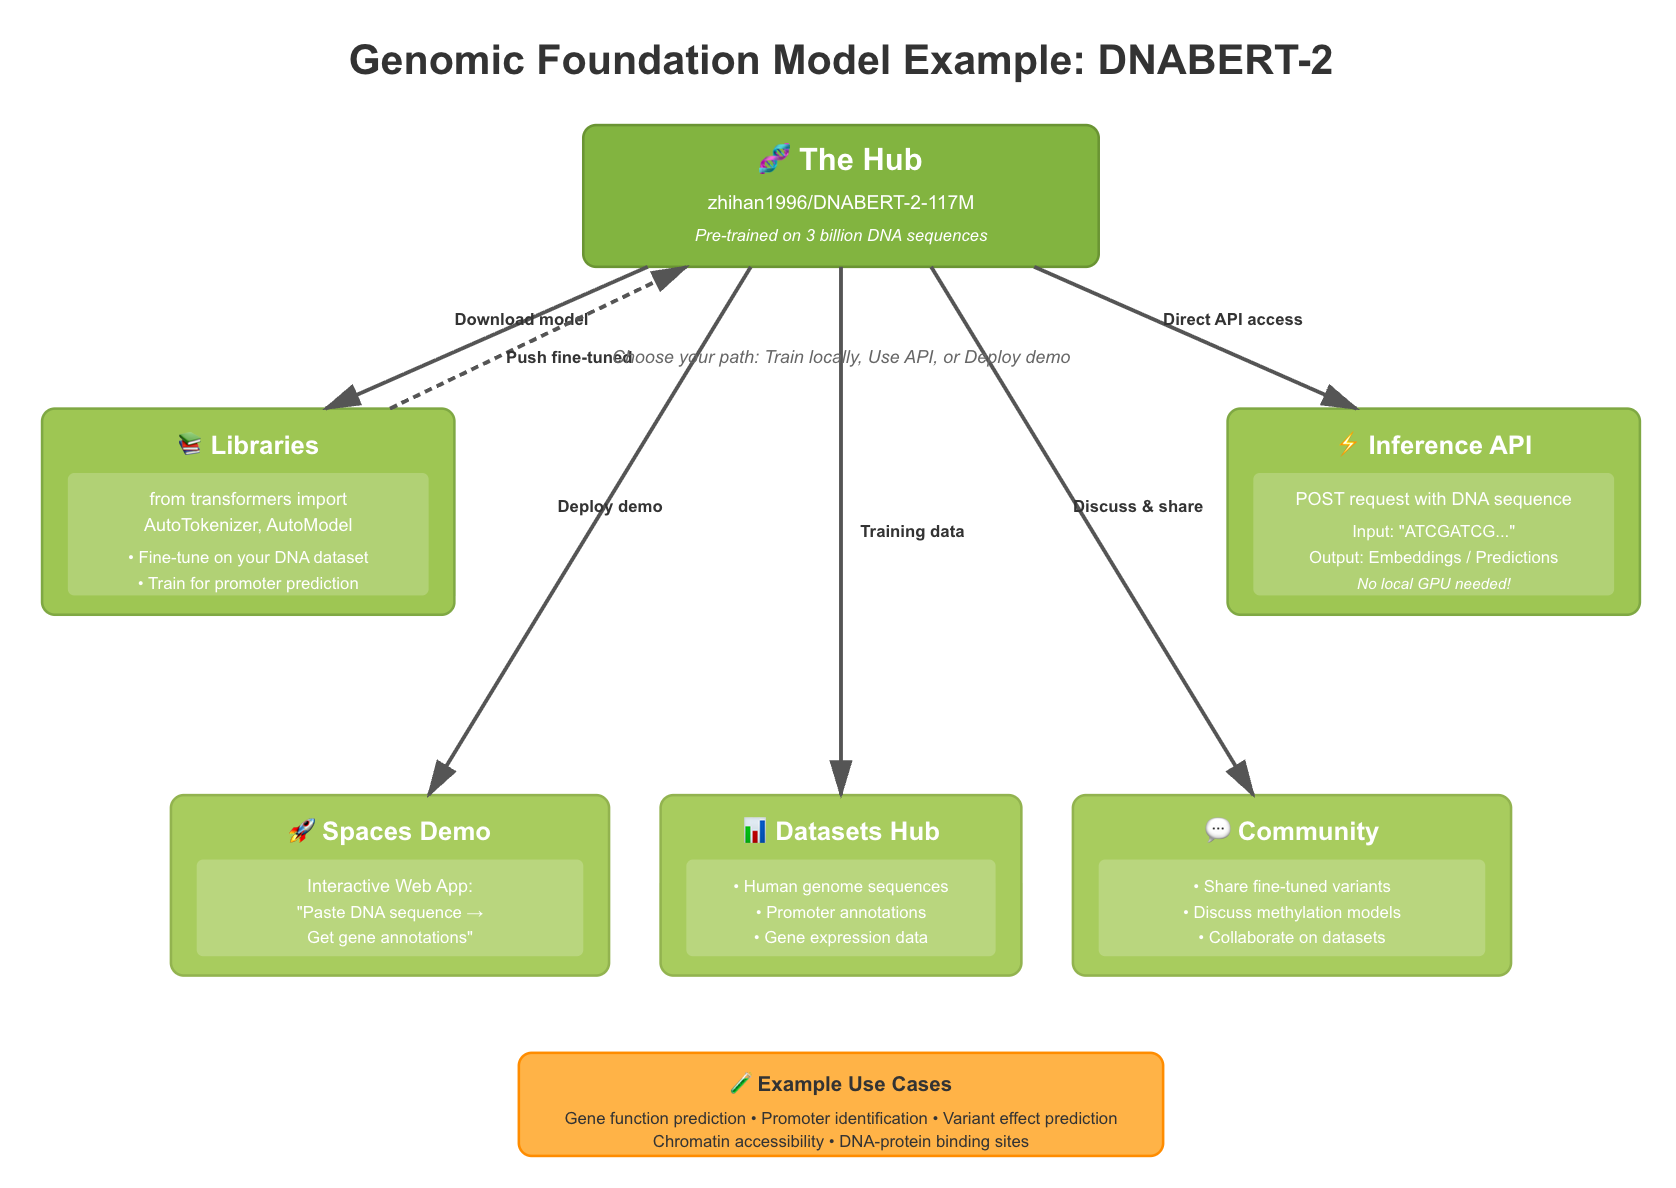 Genomic Foundation Model Example: DNABERT-2
🧬 The Hub
zhihan1996/DNABERT-2-117M
Pre-trained on 3 billion DNA sequences
Download model
Direct API access
Push fine-tuned
Choose your path: Train locally, Use API, or Deploy demo
📚 Libraries
from transformers import
AutoTokenizer, AutoModel
• Fine-tune on your DNA dataset
• Train for promoter prediction
⚡ Inference API
POST request with DNA sequence
Input: "ATCGATCG..."
Output: Embeddings / Predictions
No local GPU needed!
Deploy demo
Training data
Discuss & share
🚀 Spaces Demo
Interactive Web App:
"Paste DNA sequence →
Get gene annotations"
📊 Datasets Hub
• Human genome sequences
• Promoter annotations
• Gene expression data
💬 Community
• Share fine-tuned variants
• Discuss methylation models
• Collaborate on datasets
🧪 Example Use Cases
Gene function prediction • Promoter identification • Variant effect prediction
Chromatin accessibility • DNA-protein binding sites